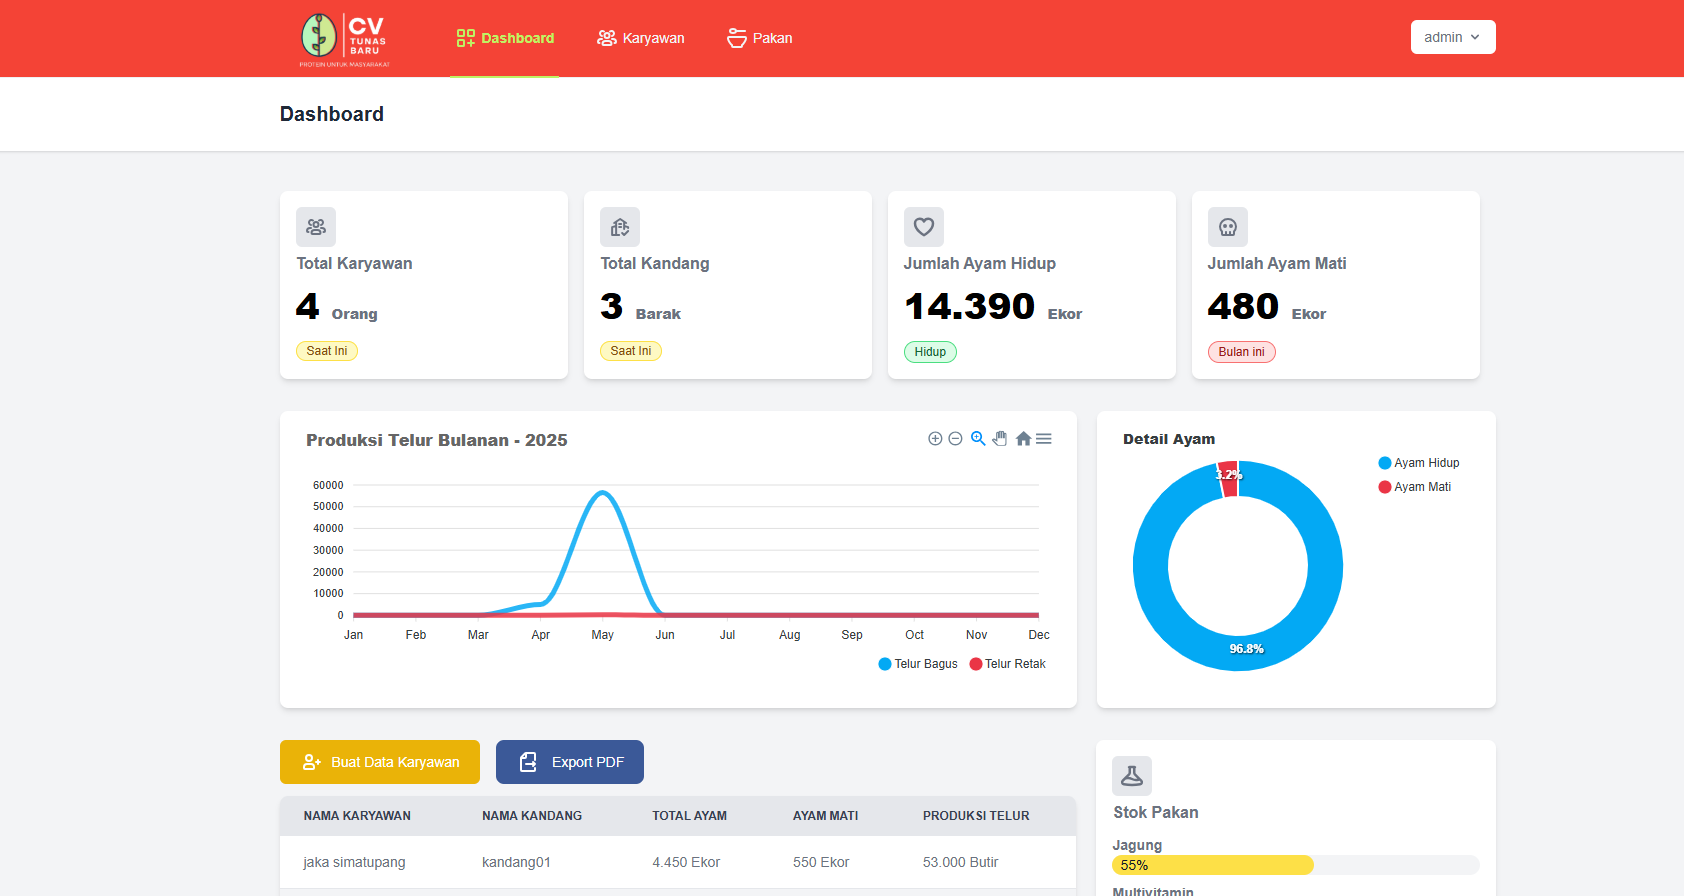 CV
TUNAS
BARU
PROTEIN UNTUK MASYARAKAT
Dashboard
Karyawan
Pakan
admin
Dashboard
Total Karyawan
4 Orang
Saat Ini
Total Kandang
3 Barak
Saat Ini
Jumlah Ayam Hidup
14.390 Ekor
Hidup
Jumlah Ayam Mati
480 Ekor
Bulan ini
Produksi Telur Bulanan - 2025
60000
50000
40000
30000
20000
10000
0
Jan Feb Mar Apr May Jun Jul Aug Sep Oct Nov Dec
Telur Bagus Telur Retak
Detail Ayam
Ayam Hidup
Ayam Mati
3.2%
96.8%
Buat Data Karyawan
Export PDF
NAMA KARYAWAN NAMA KANDANG TOTAL AYAM AYAM MATI PRODUKSI TELUR
jaka simatupang kandang01 4.450 Ekor 550 Ekor 53.000 Butir
Stok Pakan
Jagung
55%
Multivitamin